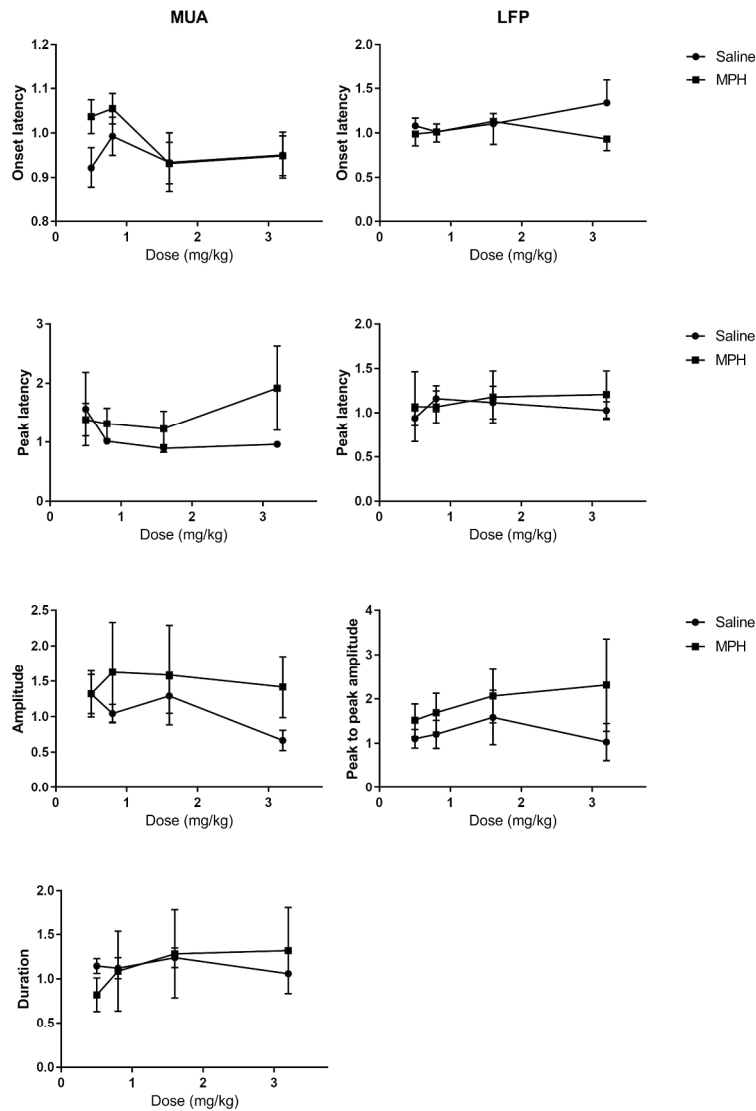 MUA
LFP
Onset latency
1.2
1.1
1.0
0.9
0.8
0 1 2 3
Dose (mg/kg)
Onset latency
2.0
1.5
1.0
0.5
0.0
0 1 2 3
Dose (mg/kg)
Saline
MPH
Peak latency
3
2
1
0
0 1 2 3
Dose (mg/kg)
Peak latency
2.0
1.5
1.0
0.5
0.0
0 1 2 3
Dose (mg/kg)
Saline
MPH
Amplitude
2.5
2.0
1.5
1.0
0.5
0.0
0 1 2 3
Dose (mg/kg)
Peak to peak amplitude
4
3
2
1
0
0 1 2 3
Dose (mg/kg)
Saline
MPH
Duration
2.0
1.5
1.0
0.5
0.0
0 1 2 3
Dose (mg/kg)